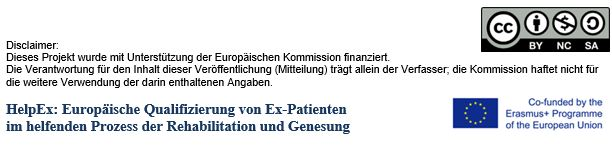 BY NC SA
Disclaimer:
Dieses Projekt wurde mit Unterstützung der Europäischen Kommission finanziert.
Die Verantwortung für den Inhalt dieser Veröffentlichung (Mitteilung) trägt allein der Verfasser; die Kommission haftet nicht für
die weitere Verwendung der darin enthaltenen Angaben.
HelpEx: Europäische Qualifizierung von Ex-Patienten
im helfenden Prozess der Rehabilitation und Genesung
Co-funded by the
Erasmus+ Programme
of the European Union